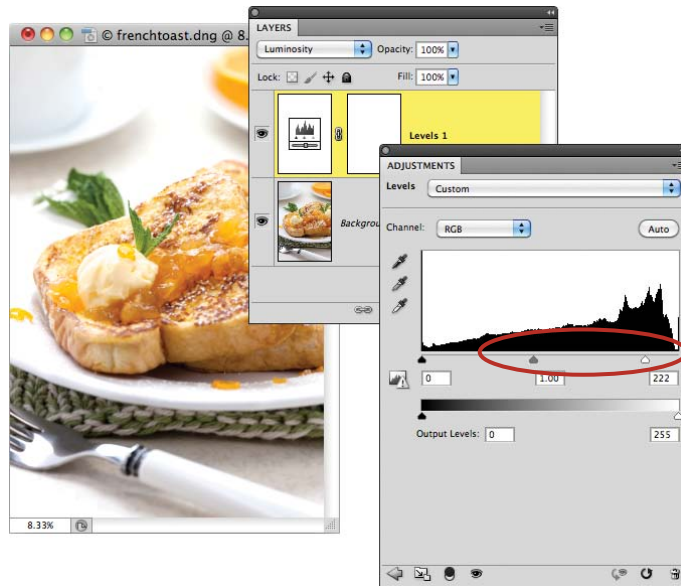 © frenchtoast.dng @ 8.
8.33%
LAYERS
Luminosity Opacity: 100%
Lock: Fill: 100%
Levels 1
Backgrou
ADJUSTMENTS
Levels Custom
Channel: RGB Auto
0 1.00 222
Output Levels: 0 255